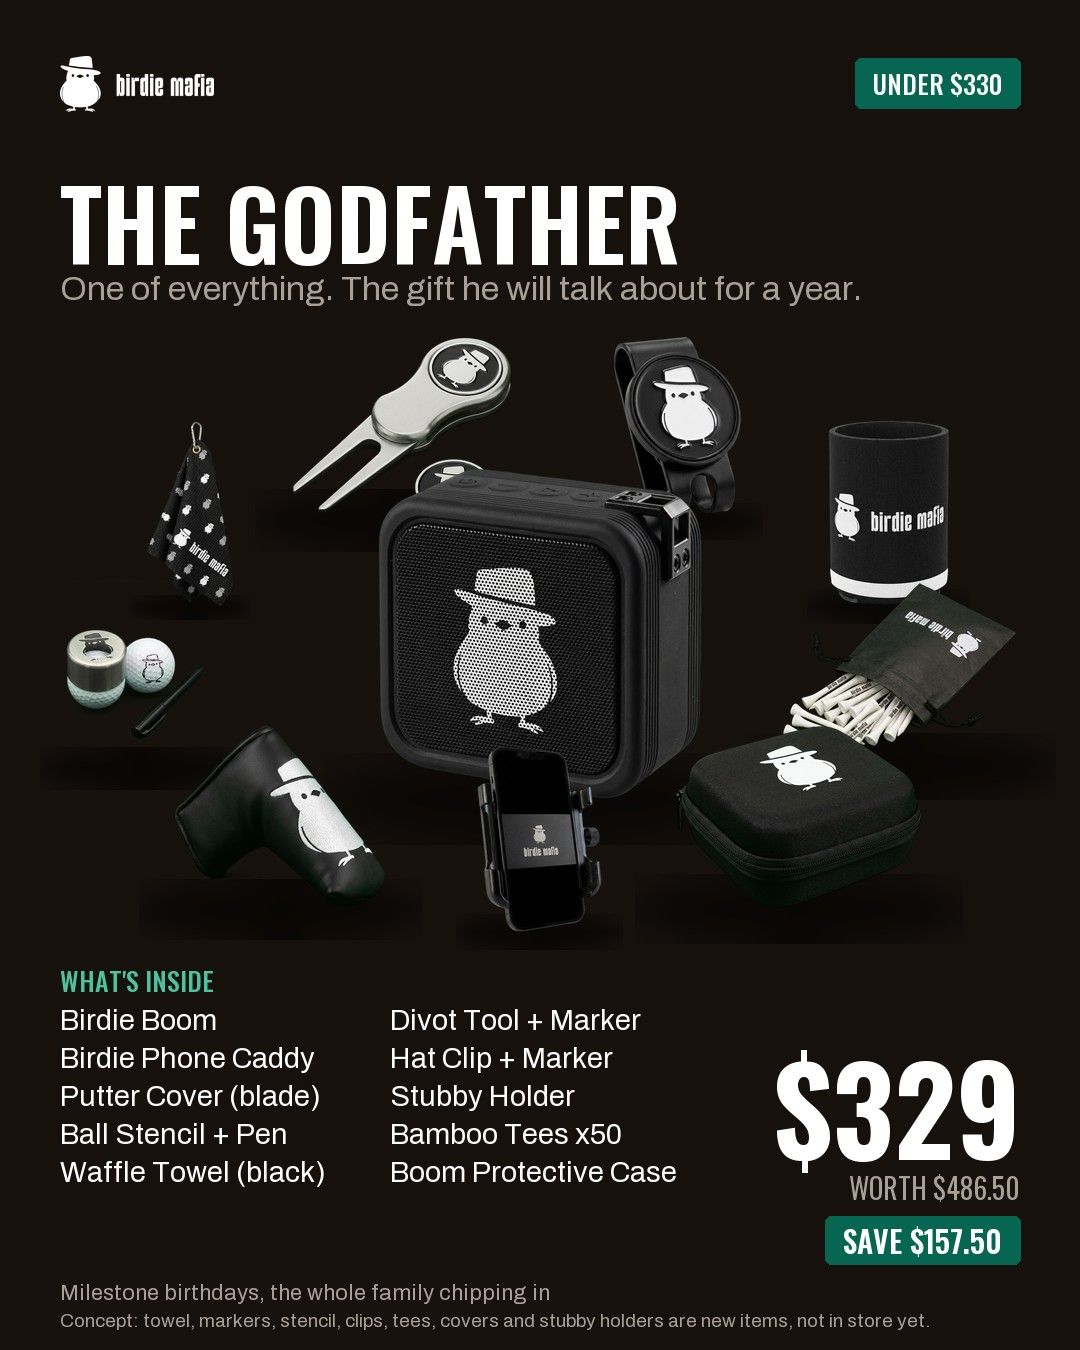 birdie mafia
UNDER $330
THE GODFATHER
One of everything. The gift he will talk about for a year.
birdie mafia
birdie mafia
birdie mafia
birdie mafia
WHAT'S INSIDE
Birdie Boom
Birdie Phone Caddy
Putter Cover (blade)
Ball Stencil + Pen
Waffle Towel (black)
Divot Tool + Marker
Hat Clip + Marker
Stubby Holder
Bamboo Tees x50
Boom Protective Case
$329
WORTH $486.50
SAVE $157.50
Milestone birthdays, the whole family chipping in
Concept: towel, markers, stencil, clips, tees, covers and stubby holders are new items, not in store yet.